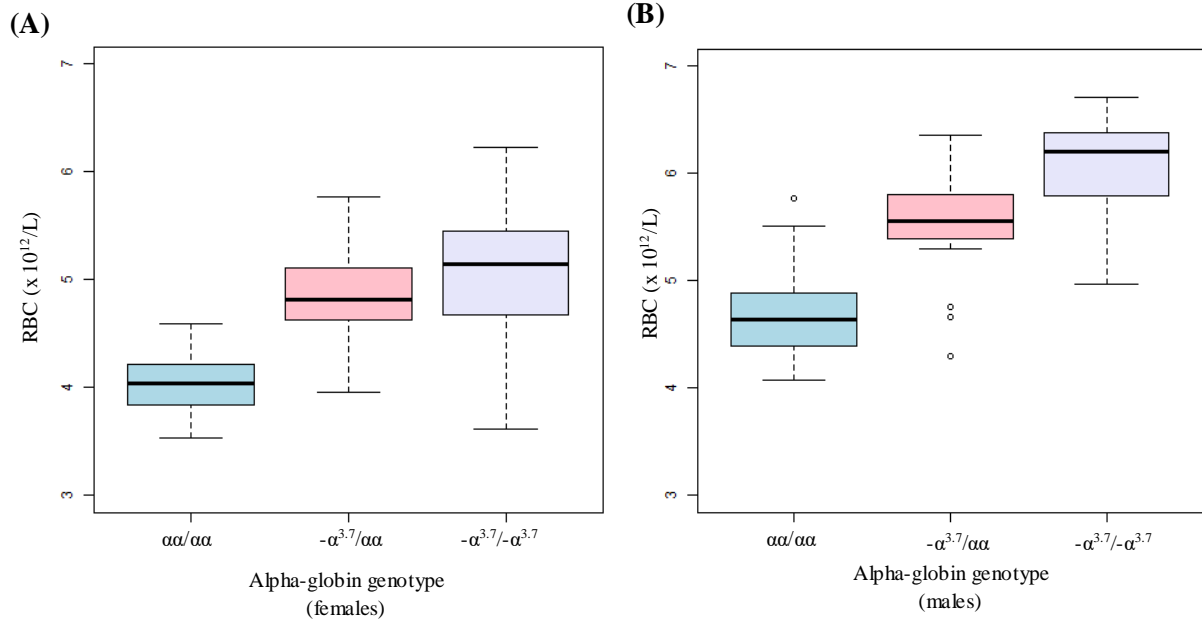 (A)
RBC (x 10¹²/L)
7
6
5
4
3
αα/αα
-α³·⁷/αα
-α³·⁷/-α³·⁷
Alpha-globin genotype
(females)
(B)
RBC (x 10¹²/L)
7
6
5
4
3
αα/αα
-α³·⁷/αα
-α³·⁷/-α³·⁷
Alpha-globin genotype
(males)